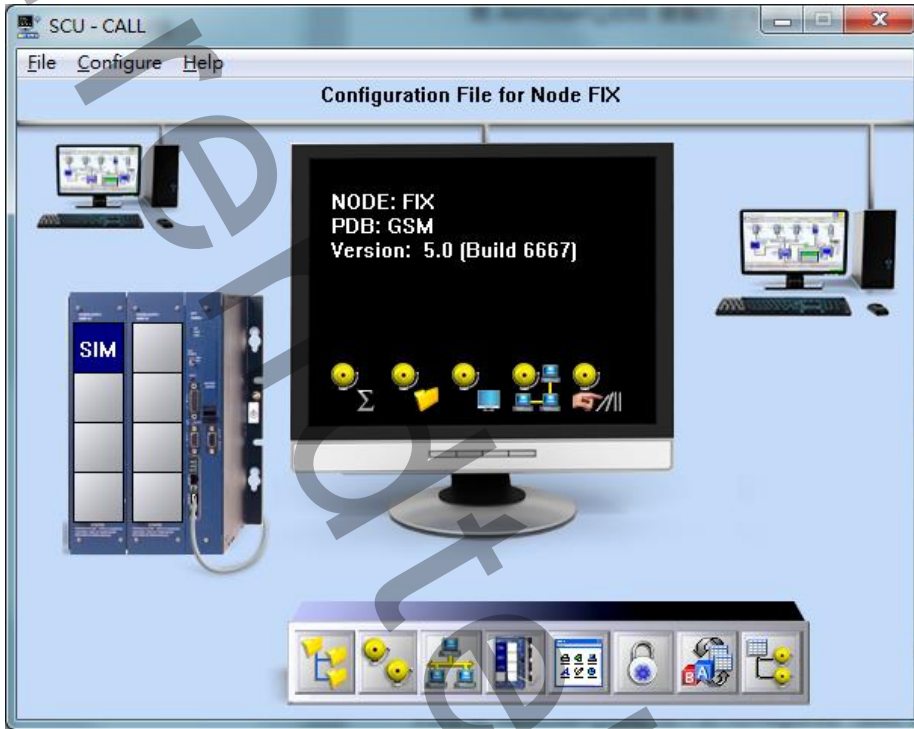 SCU - CALL
File Configure Help
Configuration File for Node FIX
NODE: FIX
PDB: GSM
Version: 5.0 (Build 6667)
SIM